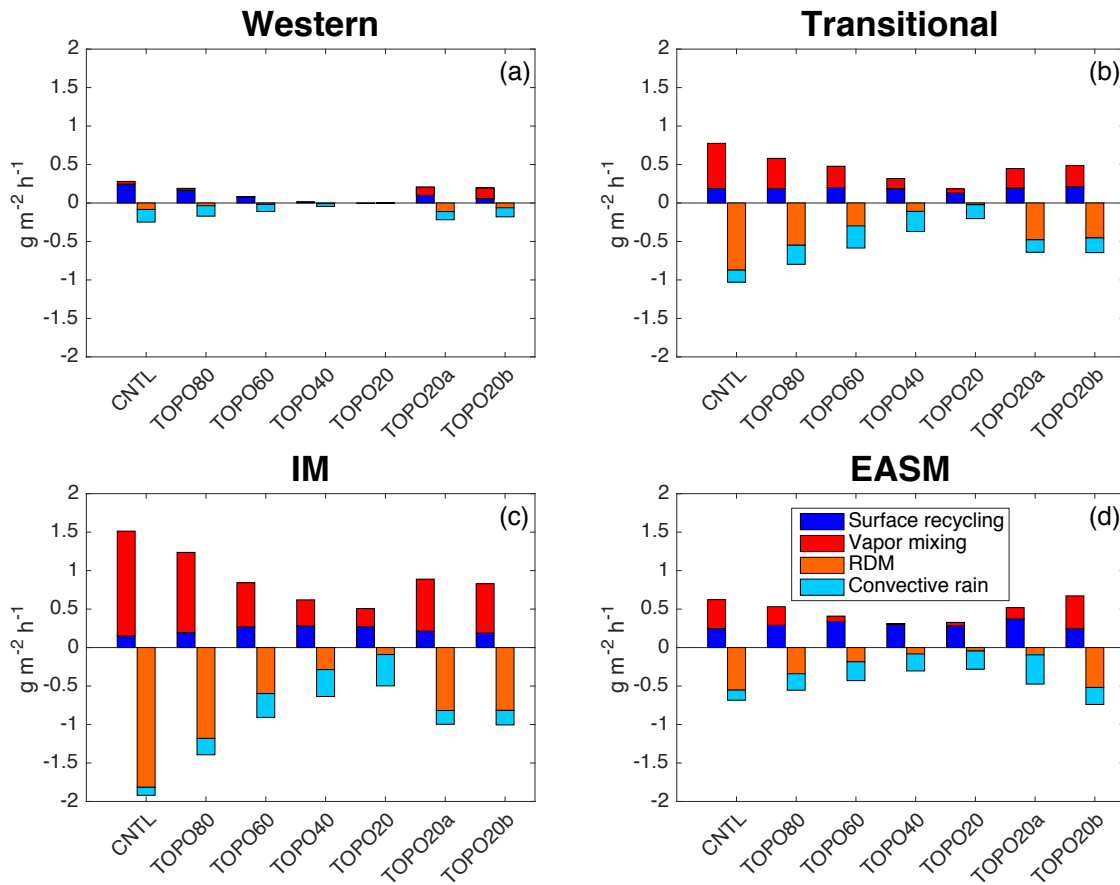 Western
(a)
2
1.5
1
0.5
0
-0.5
-1
-1.5
-2
g m-2 h-1
CNTL
TOPO80
TOPO60
TOPO40
TOPO20
TOPO20a
TOPO20b
Transitional
(b)
2
1.5
1
0.5
0
-0.5
-1
-1.5
-2
g m-2 h-1
CNTL
TOPO80
TOPO60
TOPO40
TOPO20
TOPO20a
TOPO20b
IM
(c)
2
1.5
1
0.5
0
-0.5
-1
-1.5
-2
g m-2 h-1
CNTL
TOPO80
TOPO60
TOPO40
TOPO20
TOPO20a
TOPO20b
EASM
(d)
2
1.5
1
0.5
0
-0.5
-1
-1.5
-2
g m-2 h-1
Surface recycling
Vapor mixing
RDM
Convective rain
CNTL
TOPO80
TOPO60
TOPO40
TOPO20
TOPO20a
TOPO20b